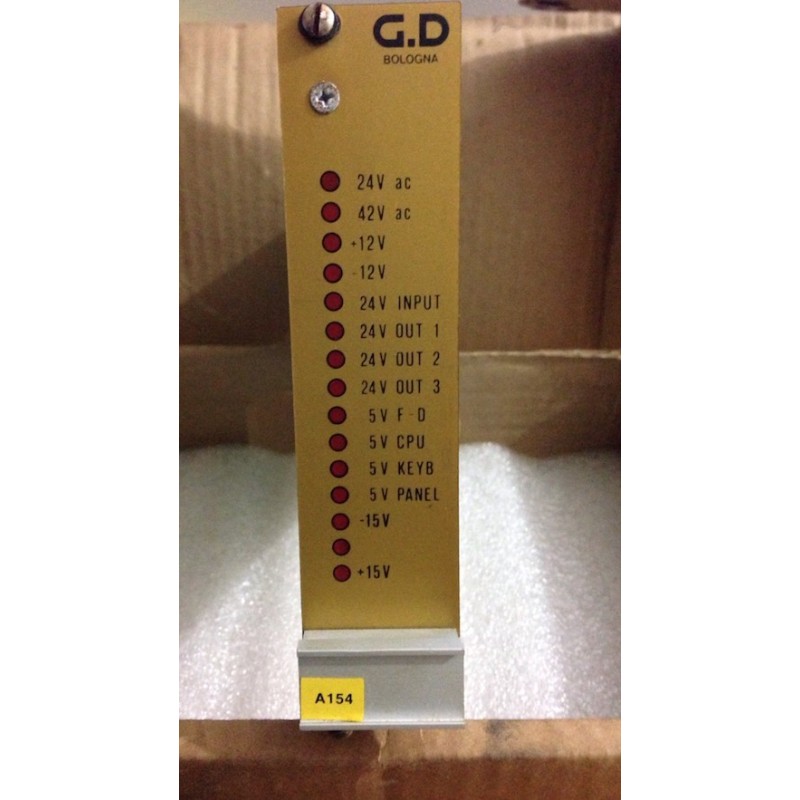 G.D
BOLOGNA
24V ac
42V ac
+12V
-12V
24V INPUT
24V OUT 1
24V OUT 2
24V OUT 3
5V F-D
5V CPU
5V KEYB
5V PANEL
-15V
+15V
A154